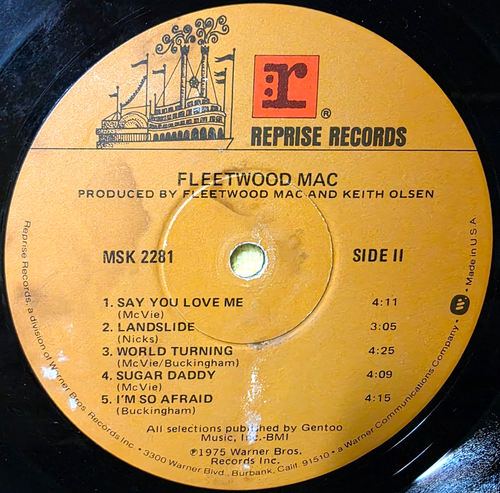 r®
REPRISE RECORDS
FLEETWOOD MAC
PRODUCED BY FLEETWOOD MAC AND KEITH OLSEN
MSK 2281
SIDE II
1. SAY YOU LOVE ME 4:11
(McVie)
2. LANDSLIDE 3:05
(Nicks)
3. WORLD TURNING 4:25
(McVie/Buckingham)
4. SUGAR DADDY 4:09
(McVie)
5. I'M SO AFRAID 4:15
(Buckingham)
All selections published by Gentoo
Music, Inc.-BMI
℗1975 Warner Bros.
Records Inc.
Reprise Records, a division of Warner Bros. Records Inc. • 3300 Warner Blvd., Burbank, Calif. 91510 • a Warner Communications Company • W • Made in U.S.A.